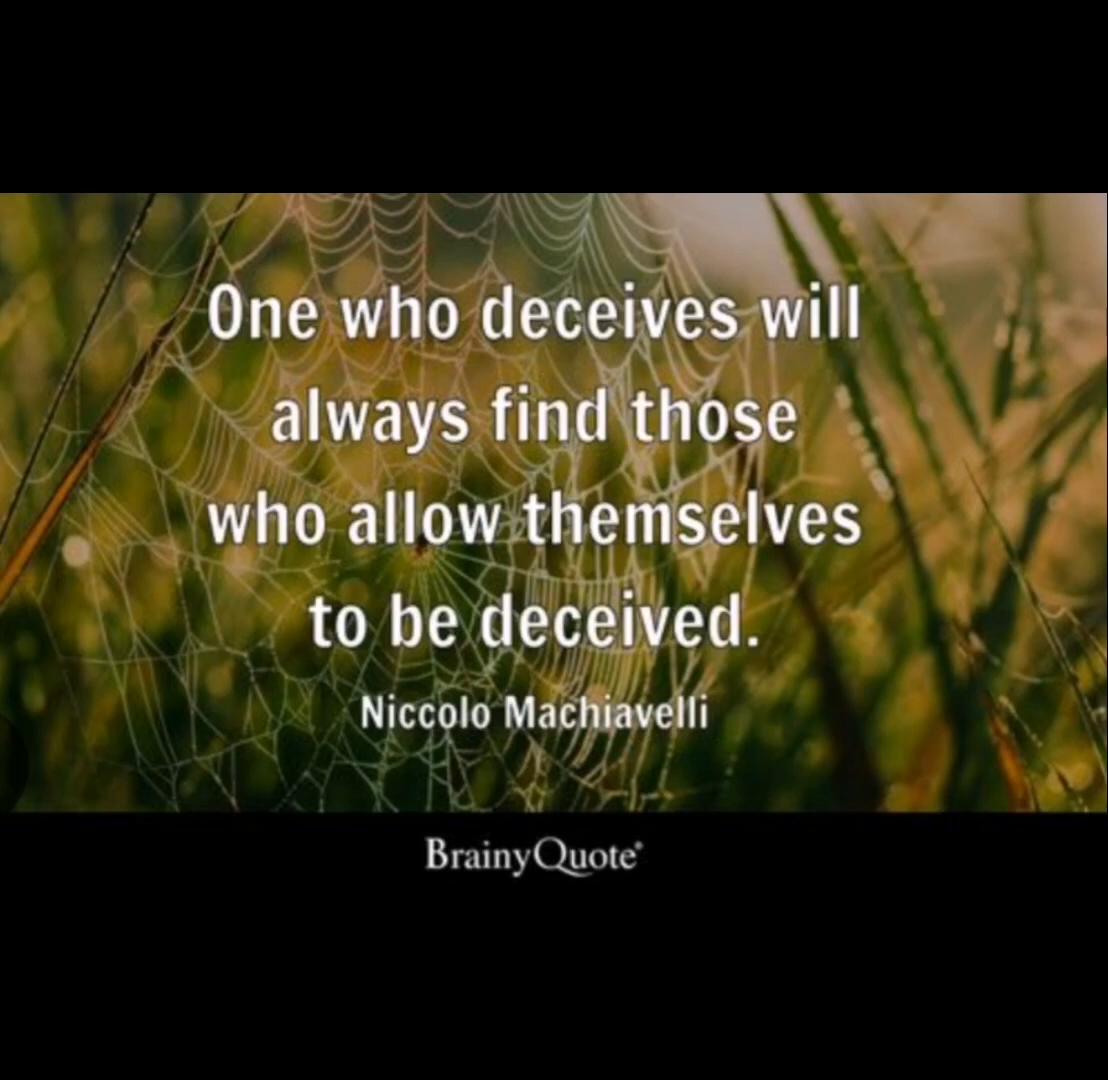 One who deceives will
always find those
who allow themselves
to be deceived.
Niccolo Machiavelli
BrainyQuote®